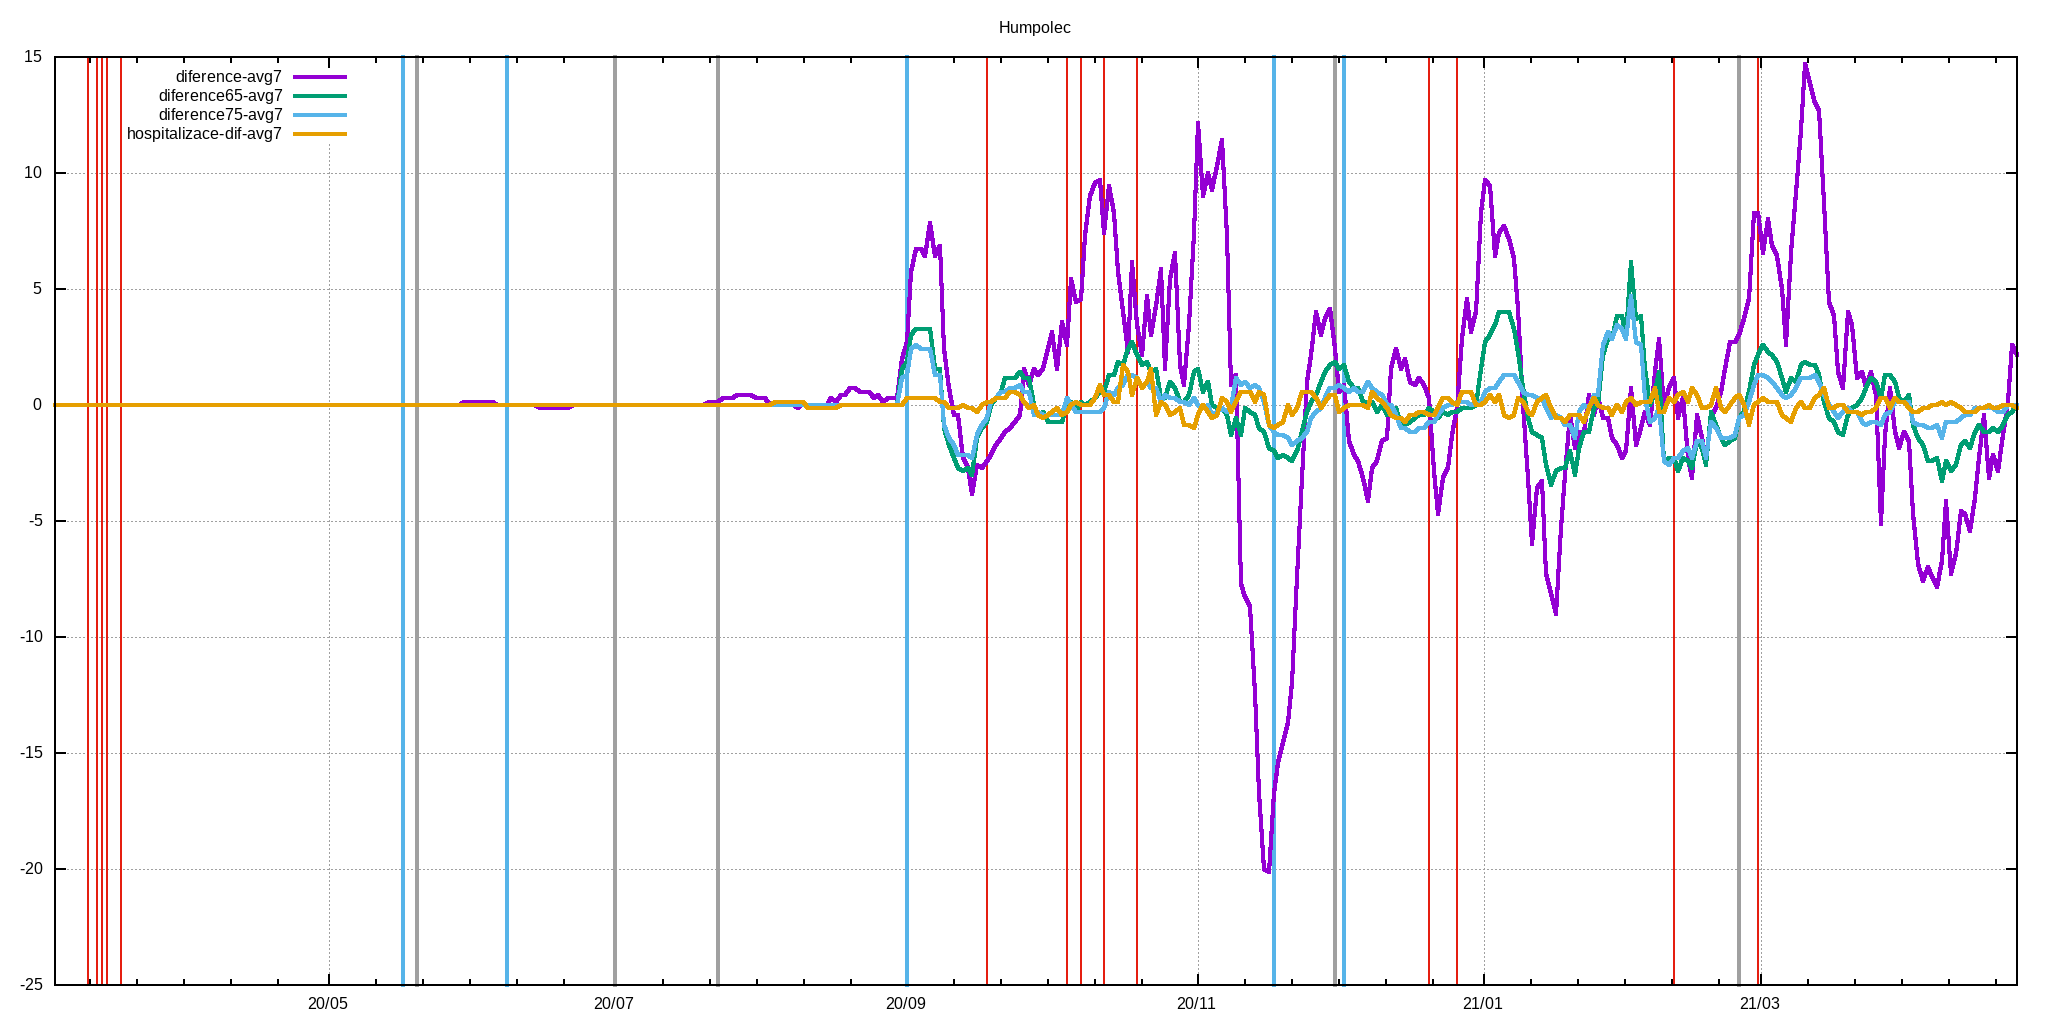 Humpolec
15
diference-avg7
diference65-avg7
diference75-avg7
hospitalizace-dif-avg7
10
5
0
-5
-10
-15
-20
-25
20/05 20/07 20/09 20/11 21/01 21/03